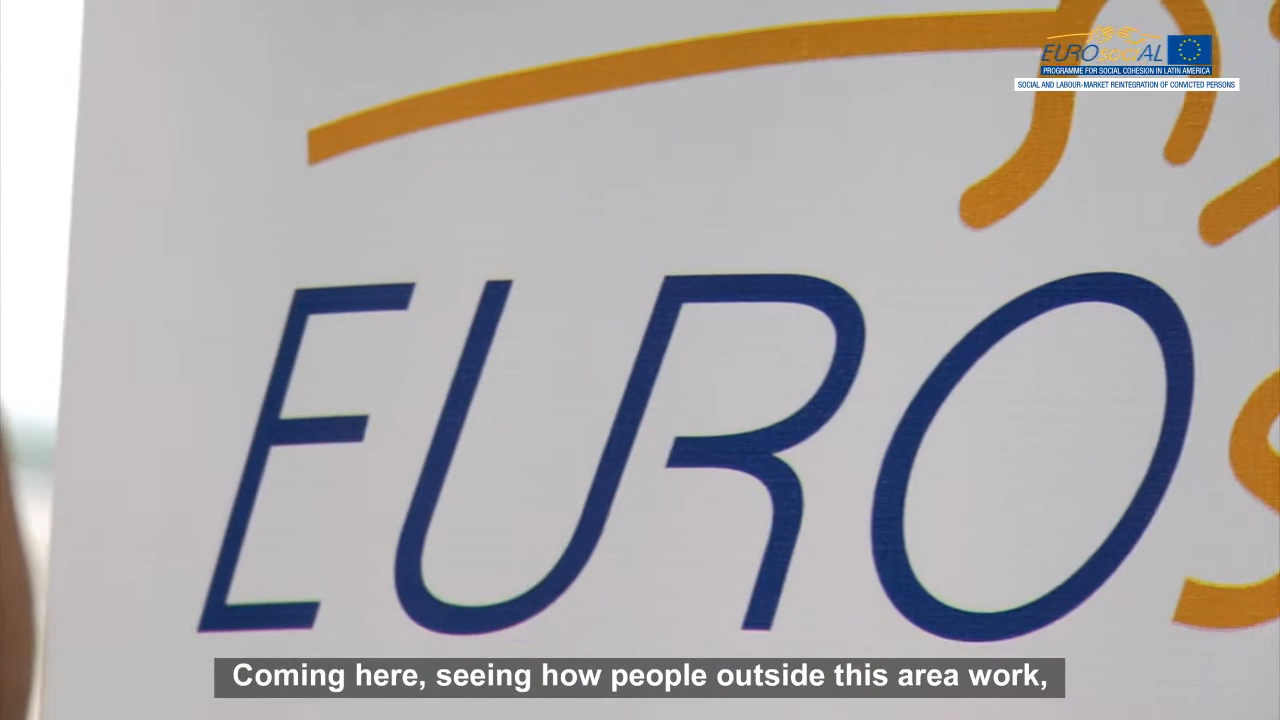 EUROsociAL
PROGRAMME FOR SOCIAL COHESION IN LATIN AMERICA
SOCIAL AND LABOUR-MARKET REINTEGRATION OF CONVICTED PERSONS
EUROS
Coming here, seeing how people outside this area work,